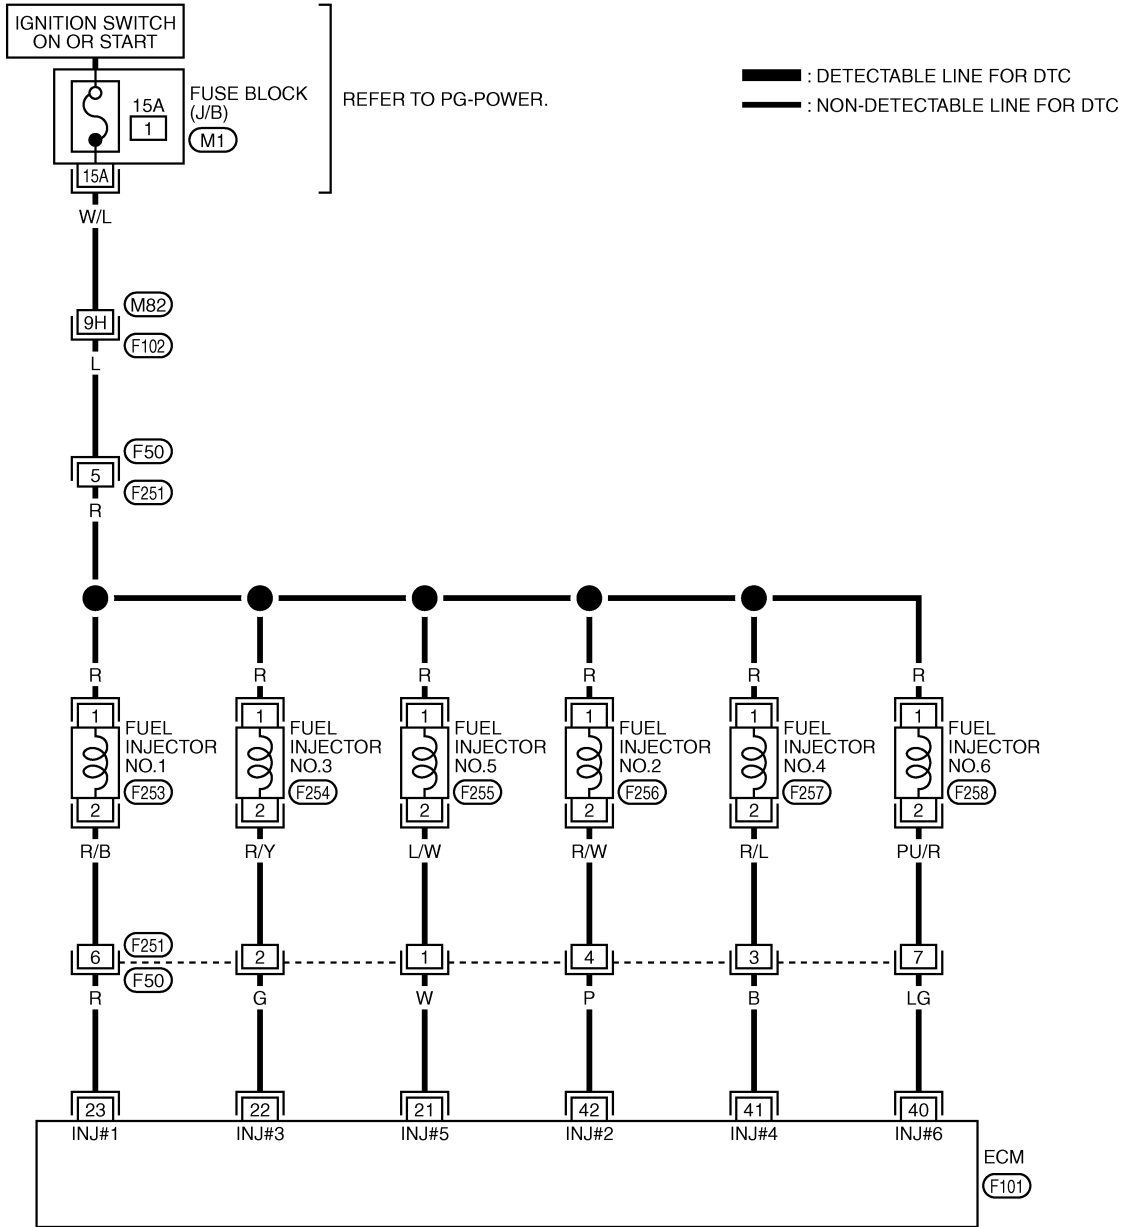 IGNITION SWITCH
ON OR START
FUSE BLOCK
(J/B)
M1
15A
1
15A
REFER TO PG-POWER.
: DETECTABLE LINE FOR DTC
: NON-DETECTABLE LINE FOR DTC
W/L
M82
9H
F102
L
F50
5
F251
R
R R R R R R
1 1 1 1 1 1
FUEL
INJECTOR
NO.1
F253
FUEL
INJECTOR
NO.3
F254
FUEL
INJECTOR
NO.5
F255
FUEL
INJECTOR
NO.2
F256
FUEL
INJECTOR
NO.4
F257
FUEL
INJECTOR
NO.6
F258
2 2 2 2 2 2
R/B R/Y L/W R/W R/L PU/R
F251
6 2 1 4 3 7
F50
R G W P B LG
23 22 21 42 41 40
INJ#1 INJ#3 INJ#5 INJ#2 INJ#4 INJ#6
ECM
F101